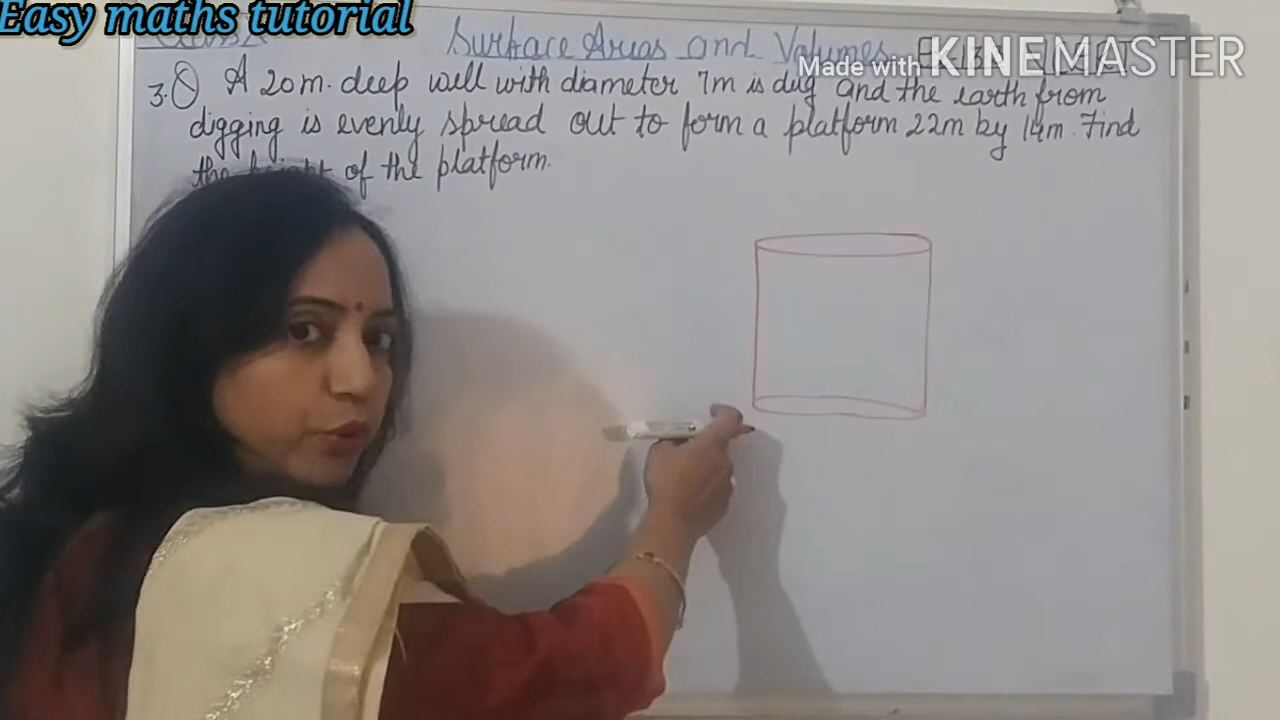 Easy maths tutorial
Surface Areas and Volumes
Made with KINEMASTER
3. Q A 20m. deep well with diameter 7m is dug and the earth from
digging is evenly spread out to form a platform 22m by 14m. Find
the height of the platform.